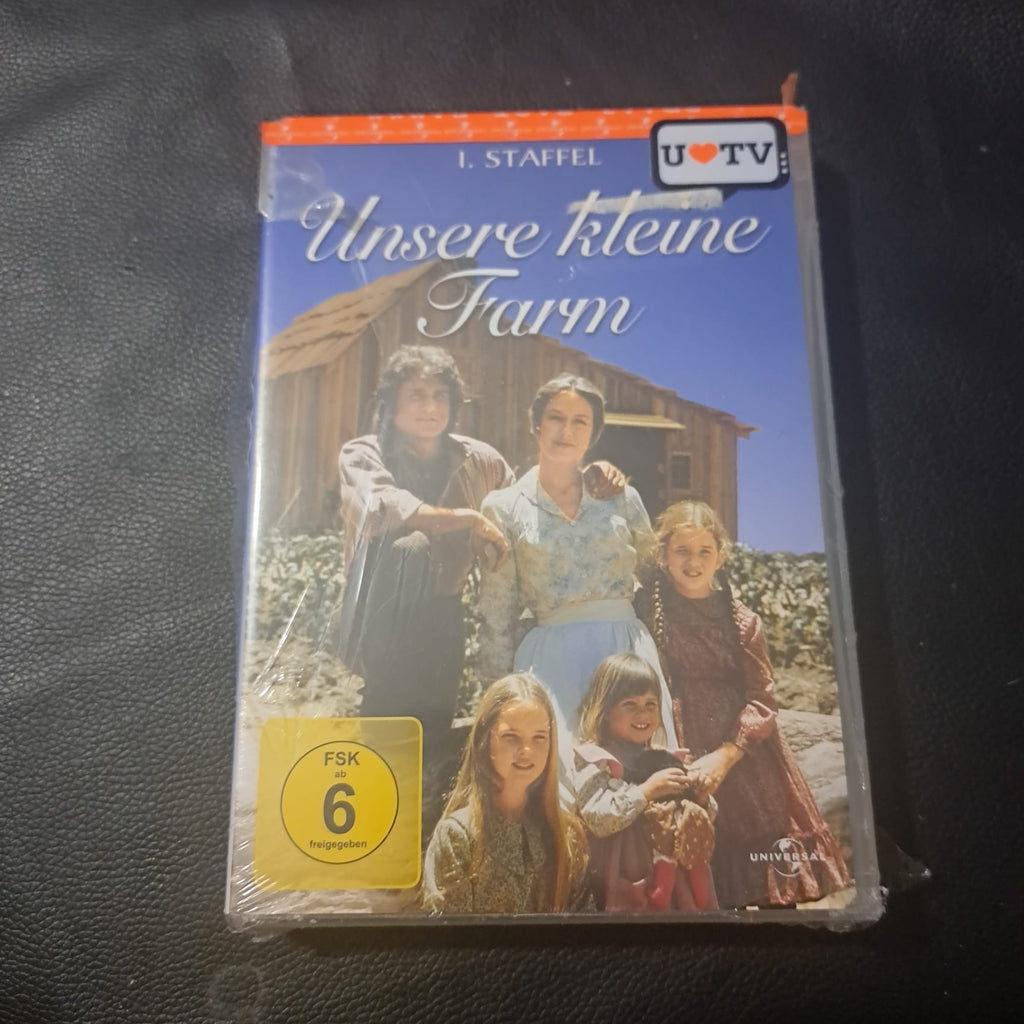 U❤TV...
1. STAFFEL
Unsere kleine
Farm
FSK
ab
6
freigegeben
UNIVERSAL